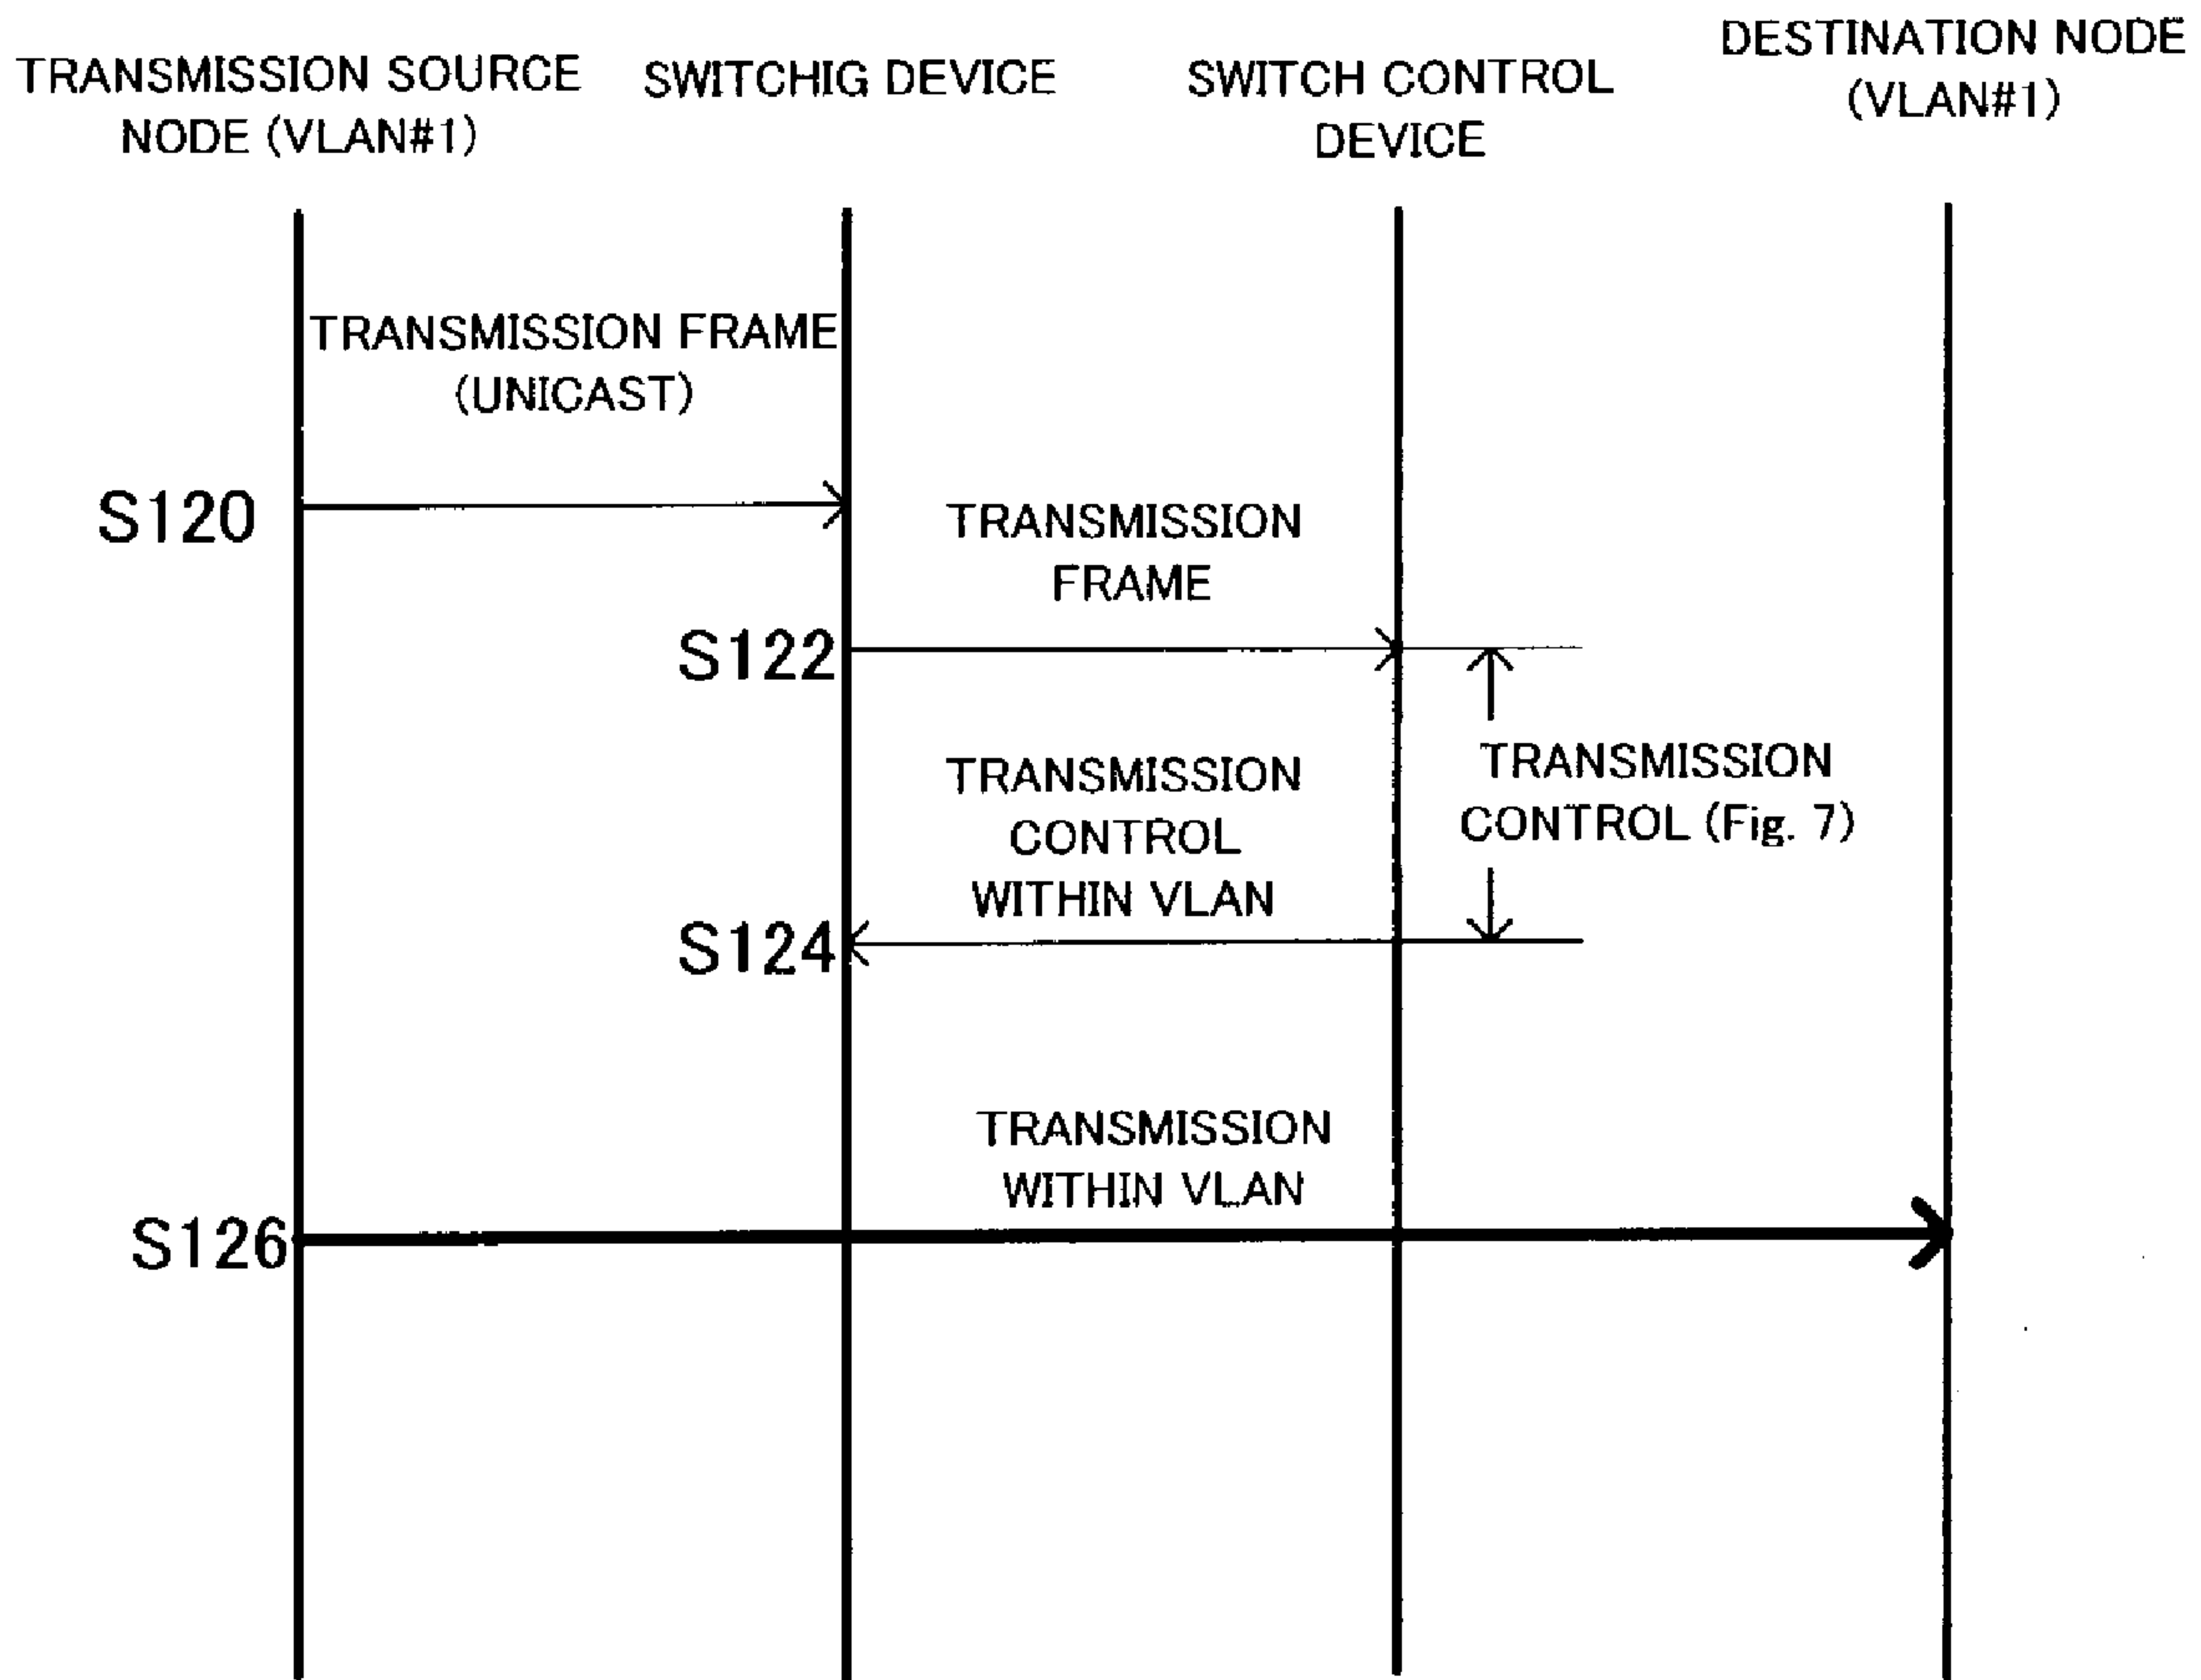 TRANSMISSION SOURCE
NODE (VLAN#1)
SWITCHIG DEVICE
SWITCH CONTROL
DEVICE
DESTINATION NODE
(VLAN#1)
TRANSMISSION FRAME
(UNICAST)
S120
TRANSMISSION
FRAME
S122
TRANSMISSION
CONTROL
WITHIN VLAN
TRANSMISSION
CONTROL (Fig. 7)
S124
TRANSMISSION
WITHIN VLAN
S126